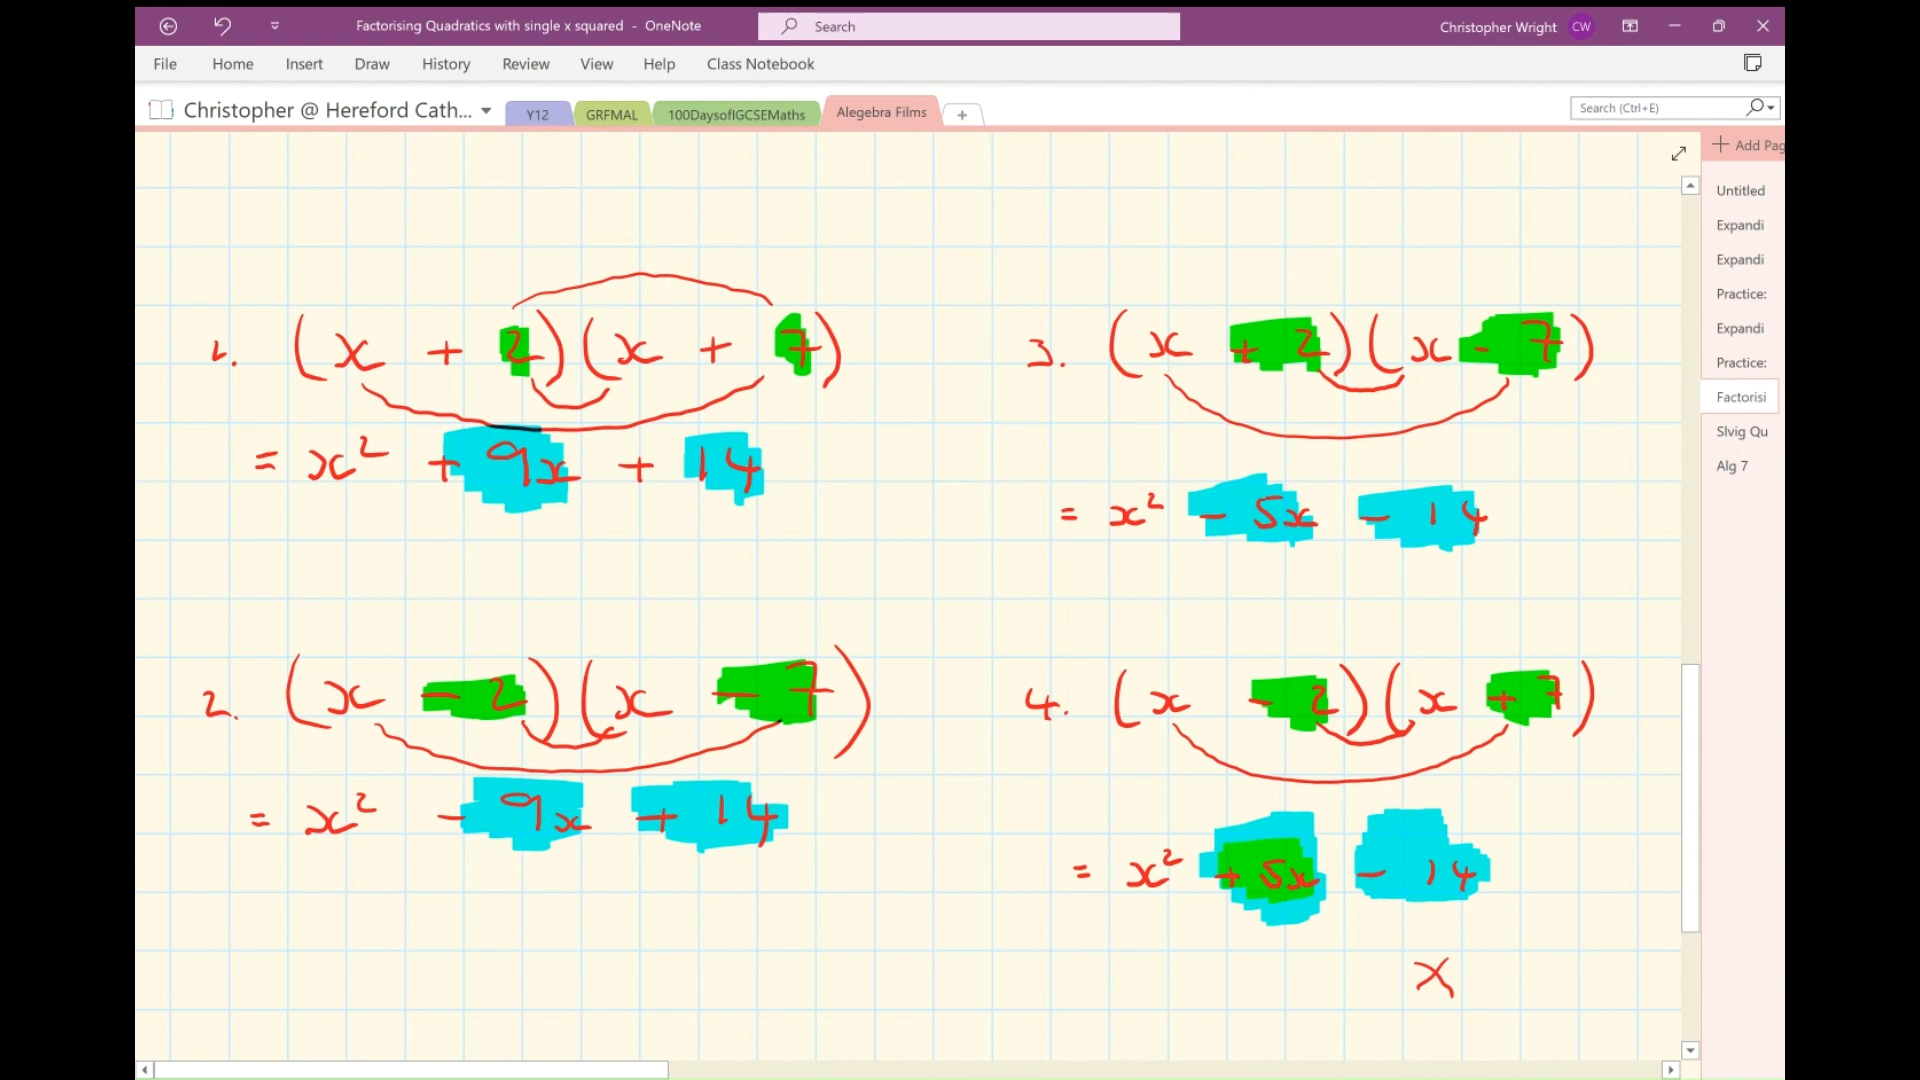 Factorising Quadratics with single x squared - OneNote
Search
Christopher Wright CW
File Home Insert Draw History Review View Help Class Notebook
Christopher @ Hereford Cath... Y12 GRFMAL 100DaysofIGCSEMaths Alegebra Films +
Search (Ctrl+E)
+ Add Pag
Untitled
Expandi
Expandi
Practice:
Expandi
Practice:
Factorisi
Slvig Qu
Alg 7
1. (x + 2)(x + 7)
= x² + 9x + 14
2. (x - 2)(x - 7)
= x² - 9x + 14
3. (x + 2)(x - 7)
= x² - 5x - 14
4. (x - 2)(x + 7)
= x² + 5x - 14
x